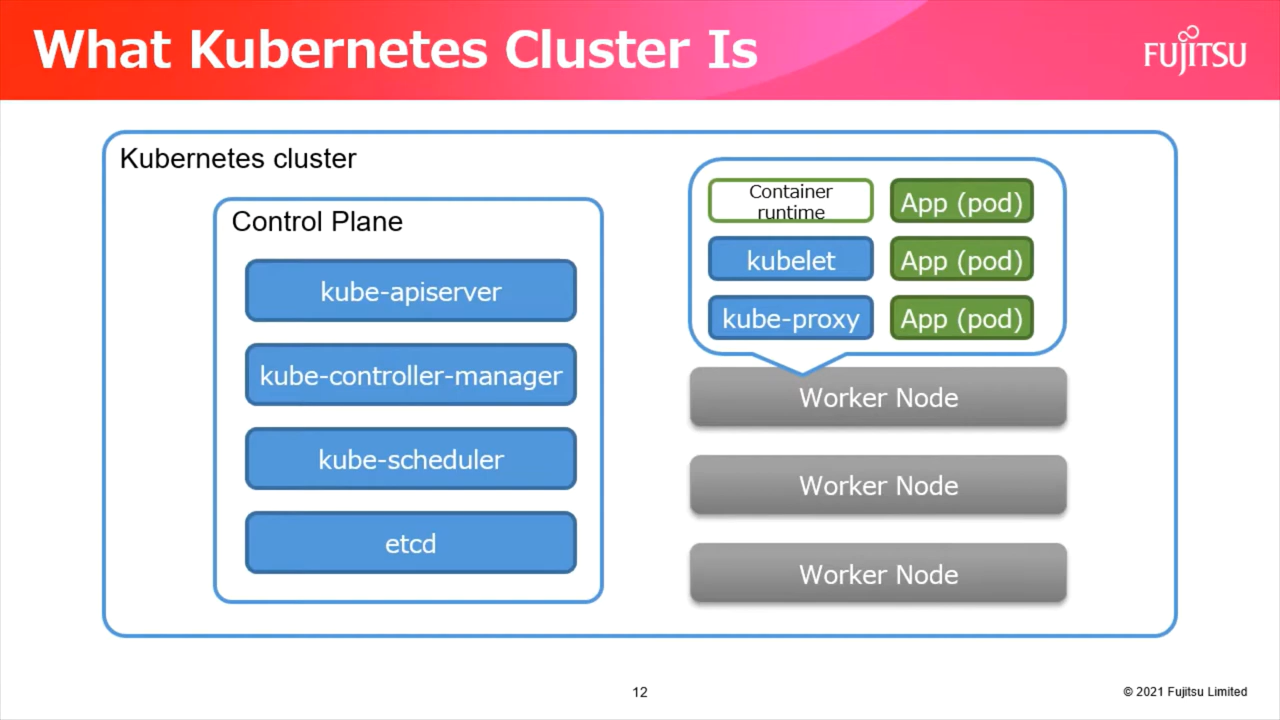 What Kubernetes Cluster Is
FUJITSU
Kubernetes cluster
Control Plane
kube-apiserver
kube-controller-manager
kube-scheduler
etcd
Container
runtime
App (pod)
kubelet
App (pod)
kube-proxy
App (pod)
Worker Node
Worker Node
Worker Node
12
© 2021 Fujitsu Limited